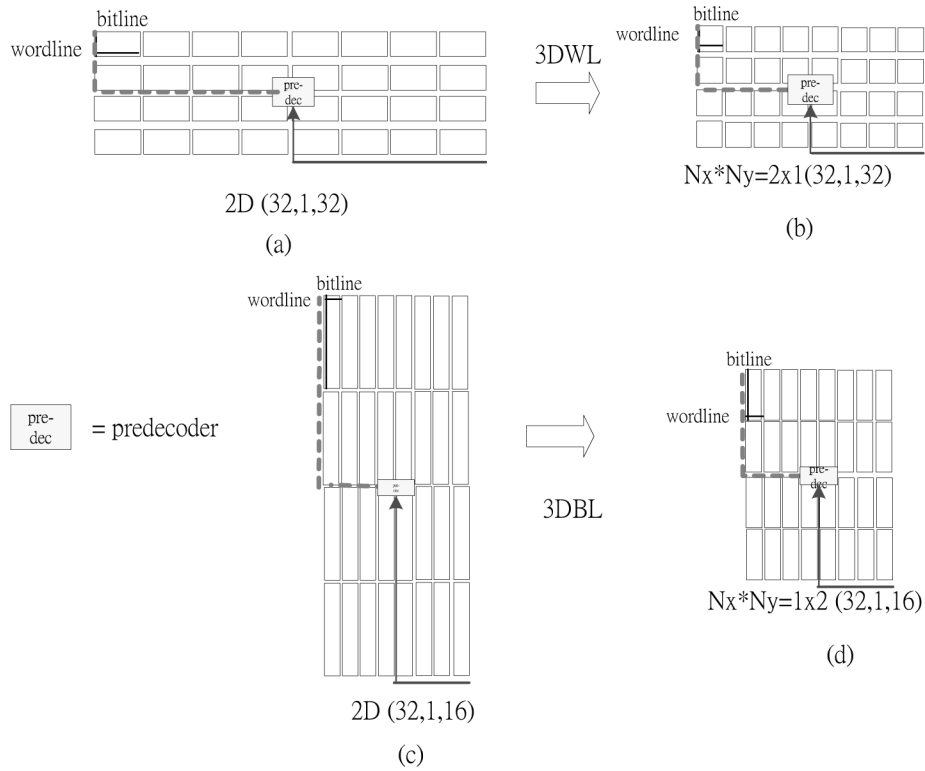 bitline
wordline
pre-
dec
2D (32,1,32)
(a)
3DWL
bitline
wordline
pre-
dec
Nx*Ny=2x1(32,1,32)
(b)
bitline
wordline
pre-
dec
2D (32,1,16)
(c)
pre-
dec
= predecoder
3DBL
bitline
wordline
pre-
dec
Nx*Ny=1x2 (32,1,16)
(d)